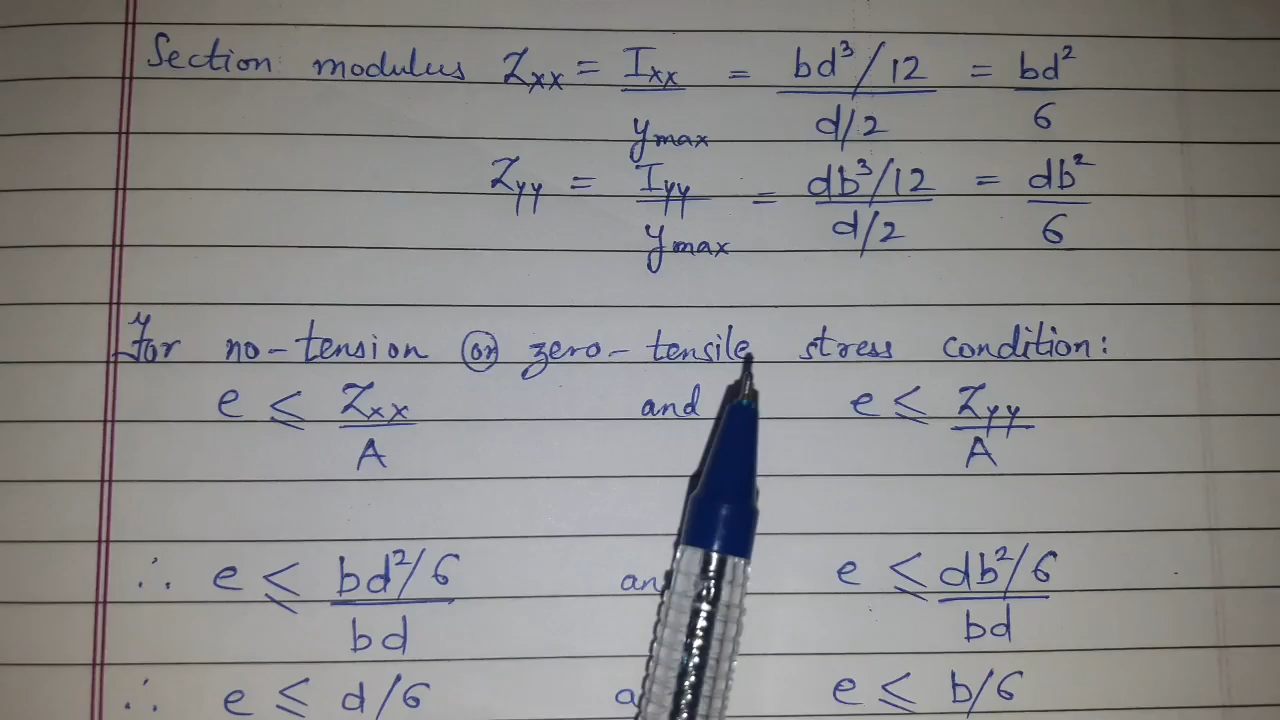 Section modulus Zxx = Ixx/ymax = (bd³/12)/(d/2) = bd²/6
Zyy = Iyy/ymax = (db³/12)/(d/2) = db²/6
For no-tension or zero-tensile stress condition:
e ≤ Zxx/A and e ≤ Zyy/A
∴ e ≤ (bd²/6)/bd an e ≤ (db²/6)/bd
∴ e ≤ d/6 a e ≤ b/6